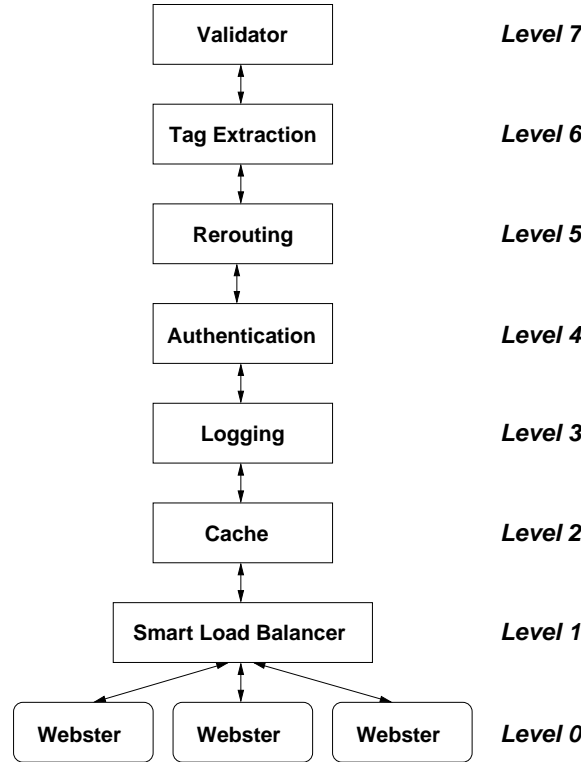 Validator Level 7
Tag Extraction Level 6
Rerouting Level 5
Authentication Level 4
Logging Level 3
Cache Level 2
Smart Load Balancer Level 1
Webster Webster Webster Level 0